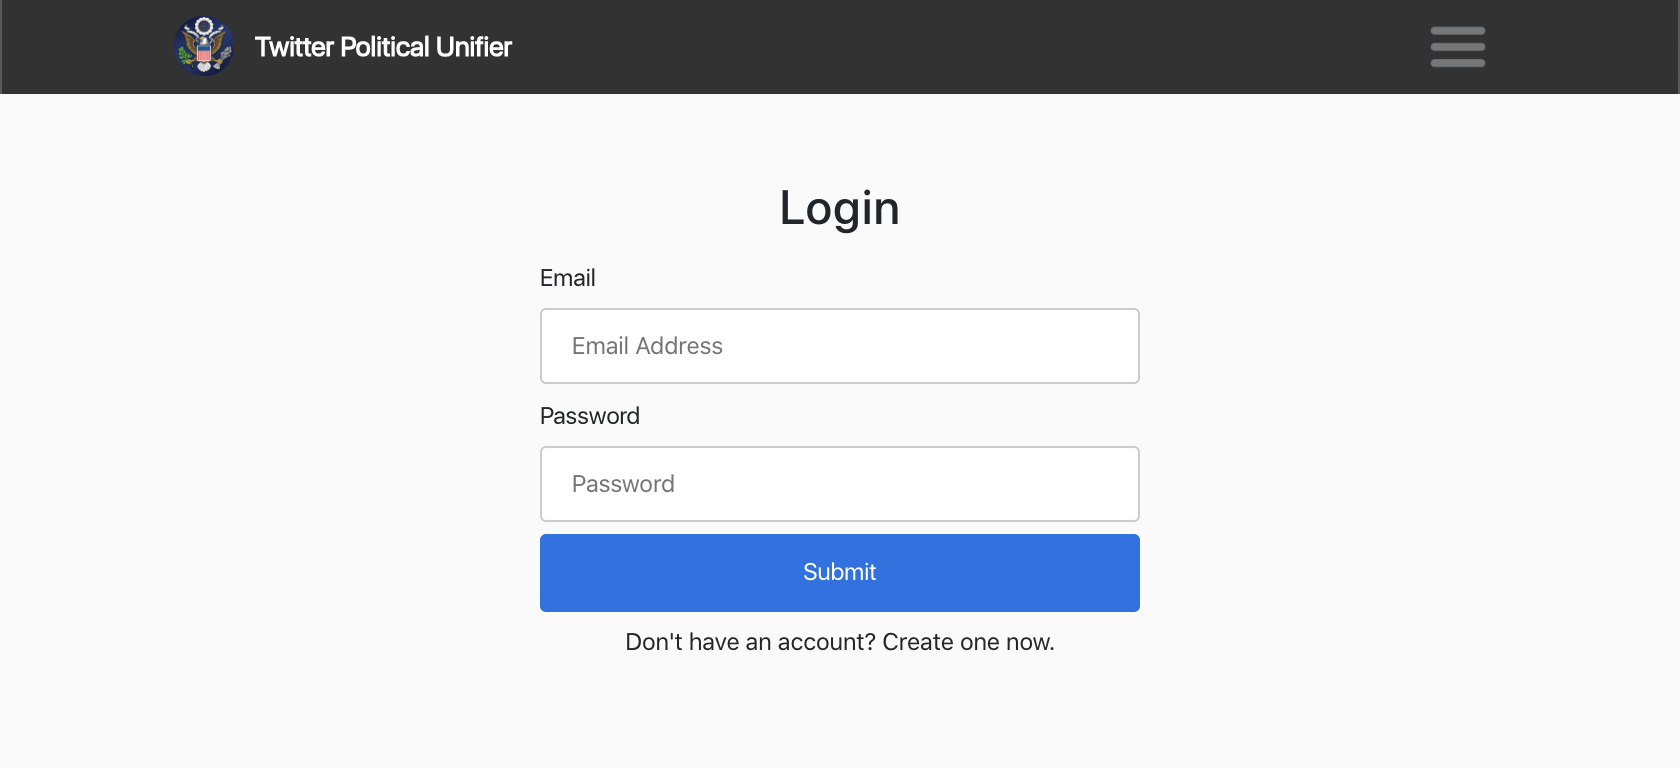 Twitter Political Unifier
Login
Email
Email Address
Password
Password
Submit
Don't have an account? Create one now.